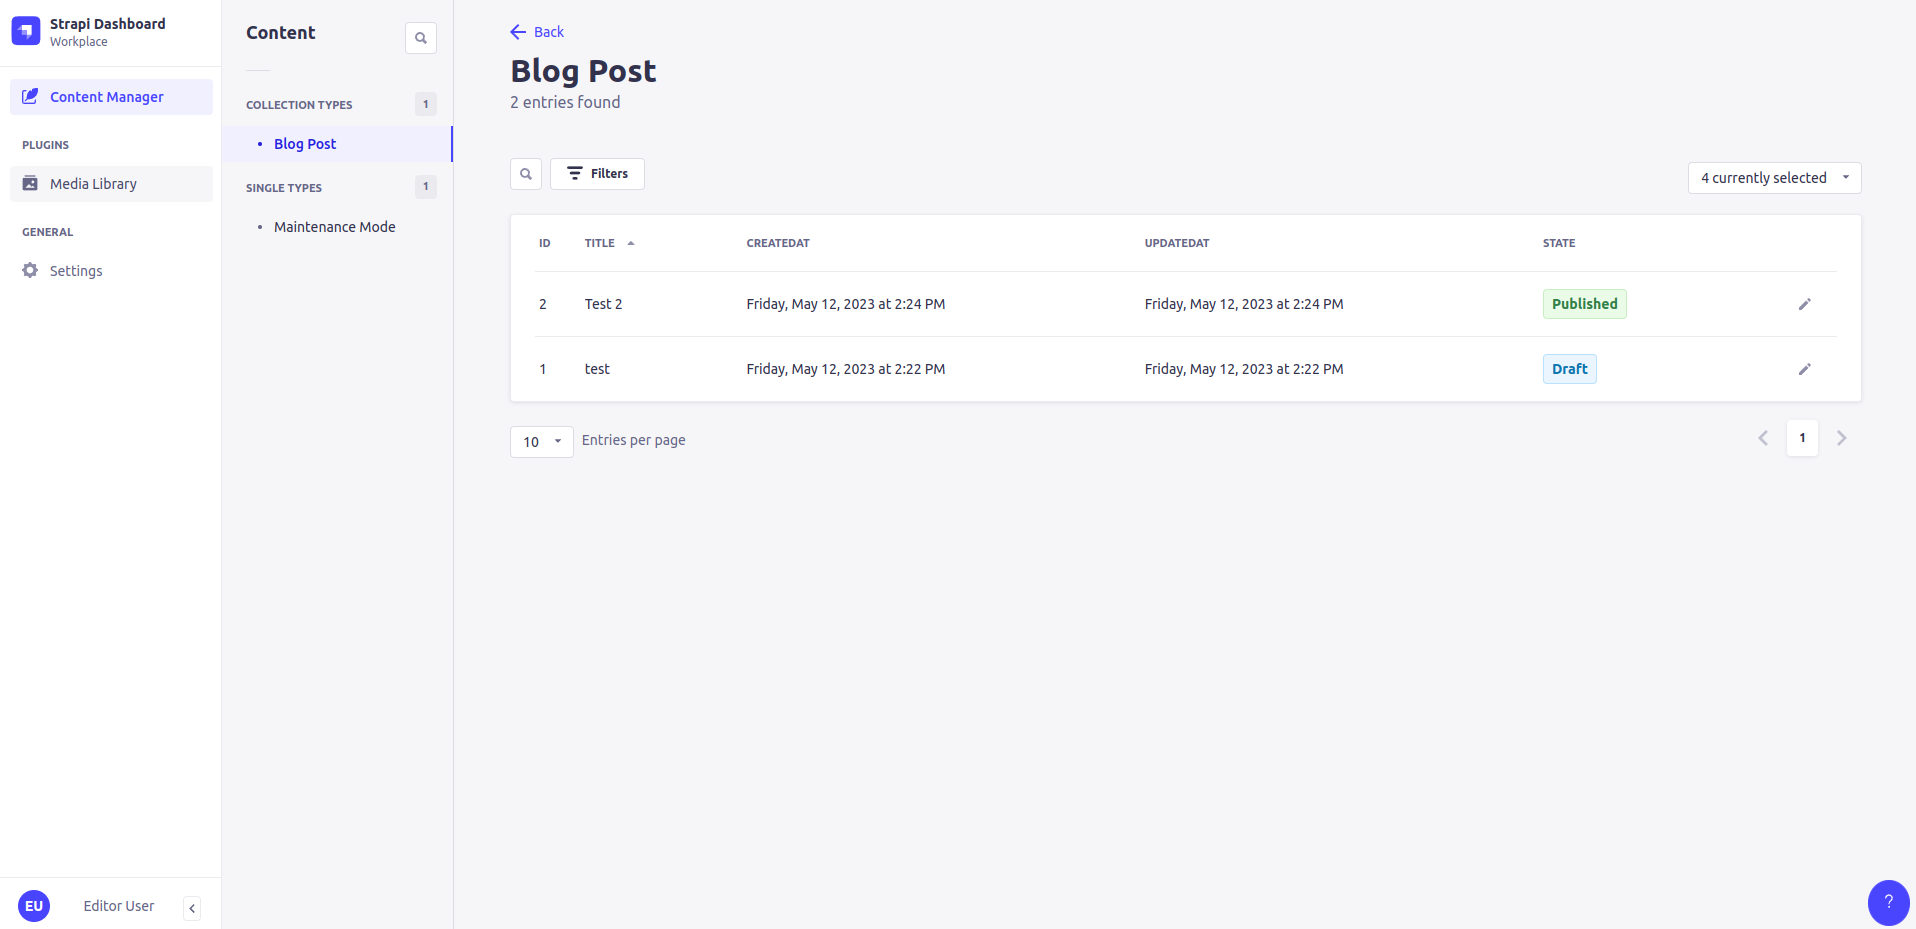 Strapi Dashboard
Workplace
Content Manager
PLUGINS
Media Library
GENERAL
Settings
EU
Editor User
Content
COLLECTION TYPES 1
Blog Post
SINGLE TYPES 1
Maintenance Mode
Back
Blog Post
2 entries found
Filters
4 currently selected
ID TITLE CREATEDAT UPDATEDAT STATE
2 Test 2 Friday, May 12, 2023 at 2:24 PM Friday, May 12, 2023 at 2:24 PM Published
1 test Friday, May 12, 2023 at 2:22 PM Friday, May 12, 2023 at 2:22 PM Draft
10 Entries per page
1
?